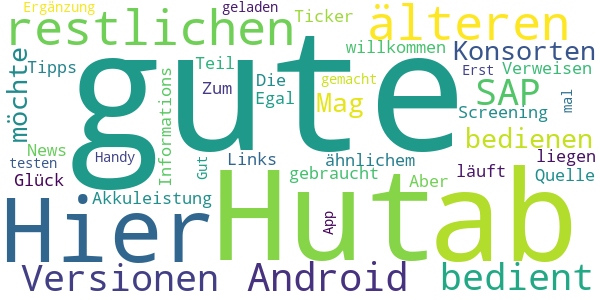 Ergänzung
geladen
Ticker
restlichen
älteren
gute
willkommen
Konsorten
möchte
Tipps
Teil
Die
gemacht
Erst
Verweisen
Zum
Egal
Mag
SAP
mal
Informations
Screening
News
Handy
bedienen
testen
Gut
Links
ähnlichem
liegen
Glück
gebraucht
Aber
läuft
Quelle
Hier
Akkuleistung
Hut
App
ab
Versionen
Android
bedient